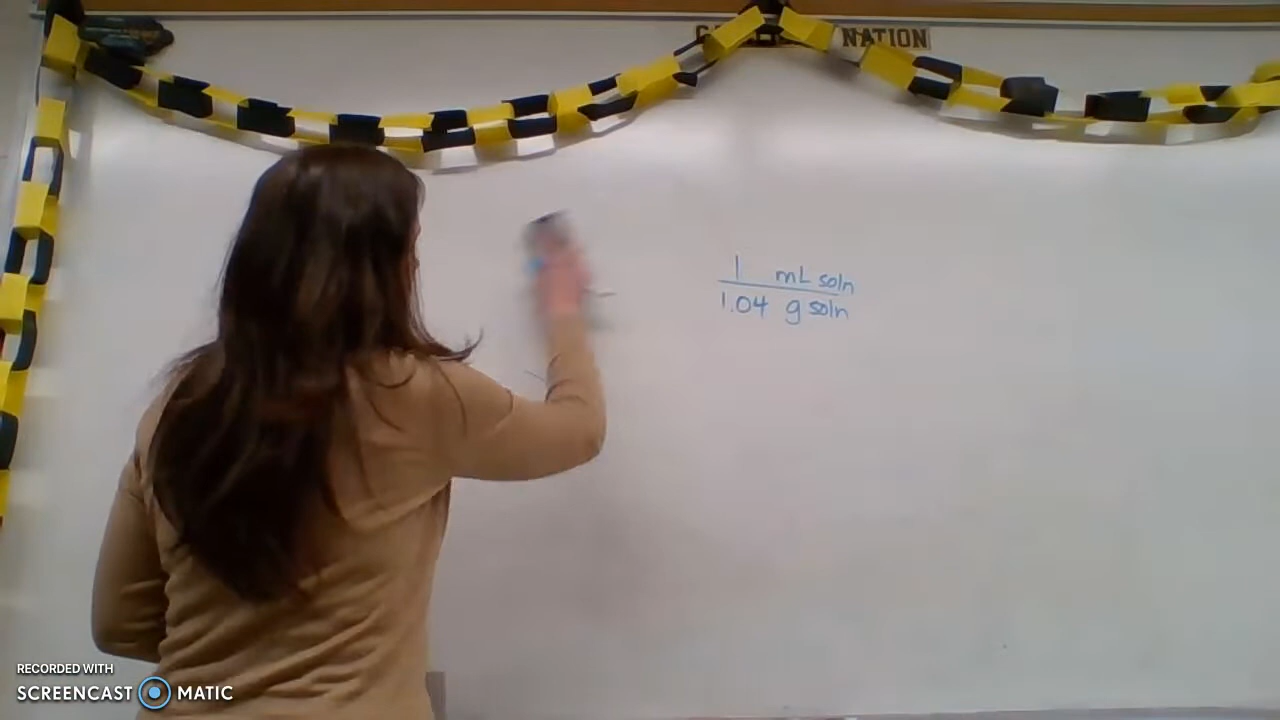 NATION
1 mL soln
1.04 g soln
RECORDED WITH
SCREENCAST MATIC